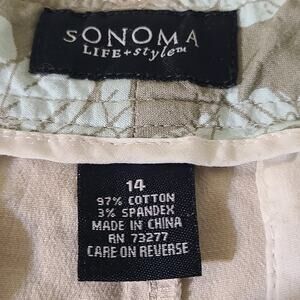 SONOMA
LIFE + style™
14
97% COTTON
3% SPANDEX
MADE IN CHINA
RN 73277
CARE ON REVERSE